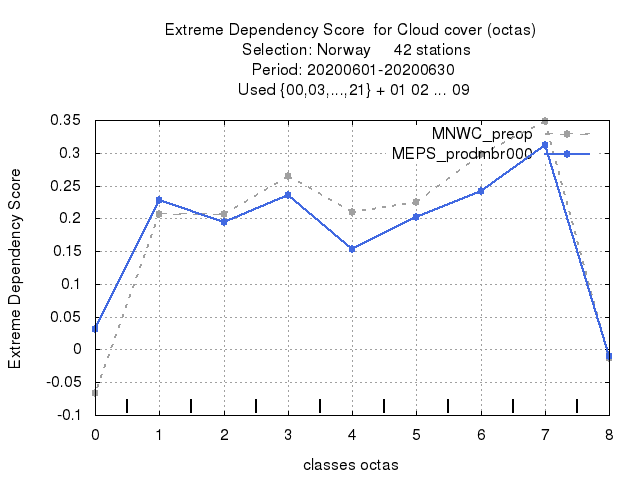 Extreme Dependency Score  for Cloud cover (octas)
Selection: Norway     42 stations
Period: 20200601-20200630
Used {00,03,...,21} + 01 02 ... 09
MNWC_preop
MEPS_prodmbr000
Extreme Dependency Score
0.35
0.3
0.25
0.2
0.15
0.1
0.05
0
-0.05
-0.1
0 1 2 3 4 5 6 7 8
classes octas